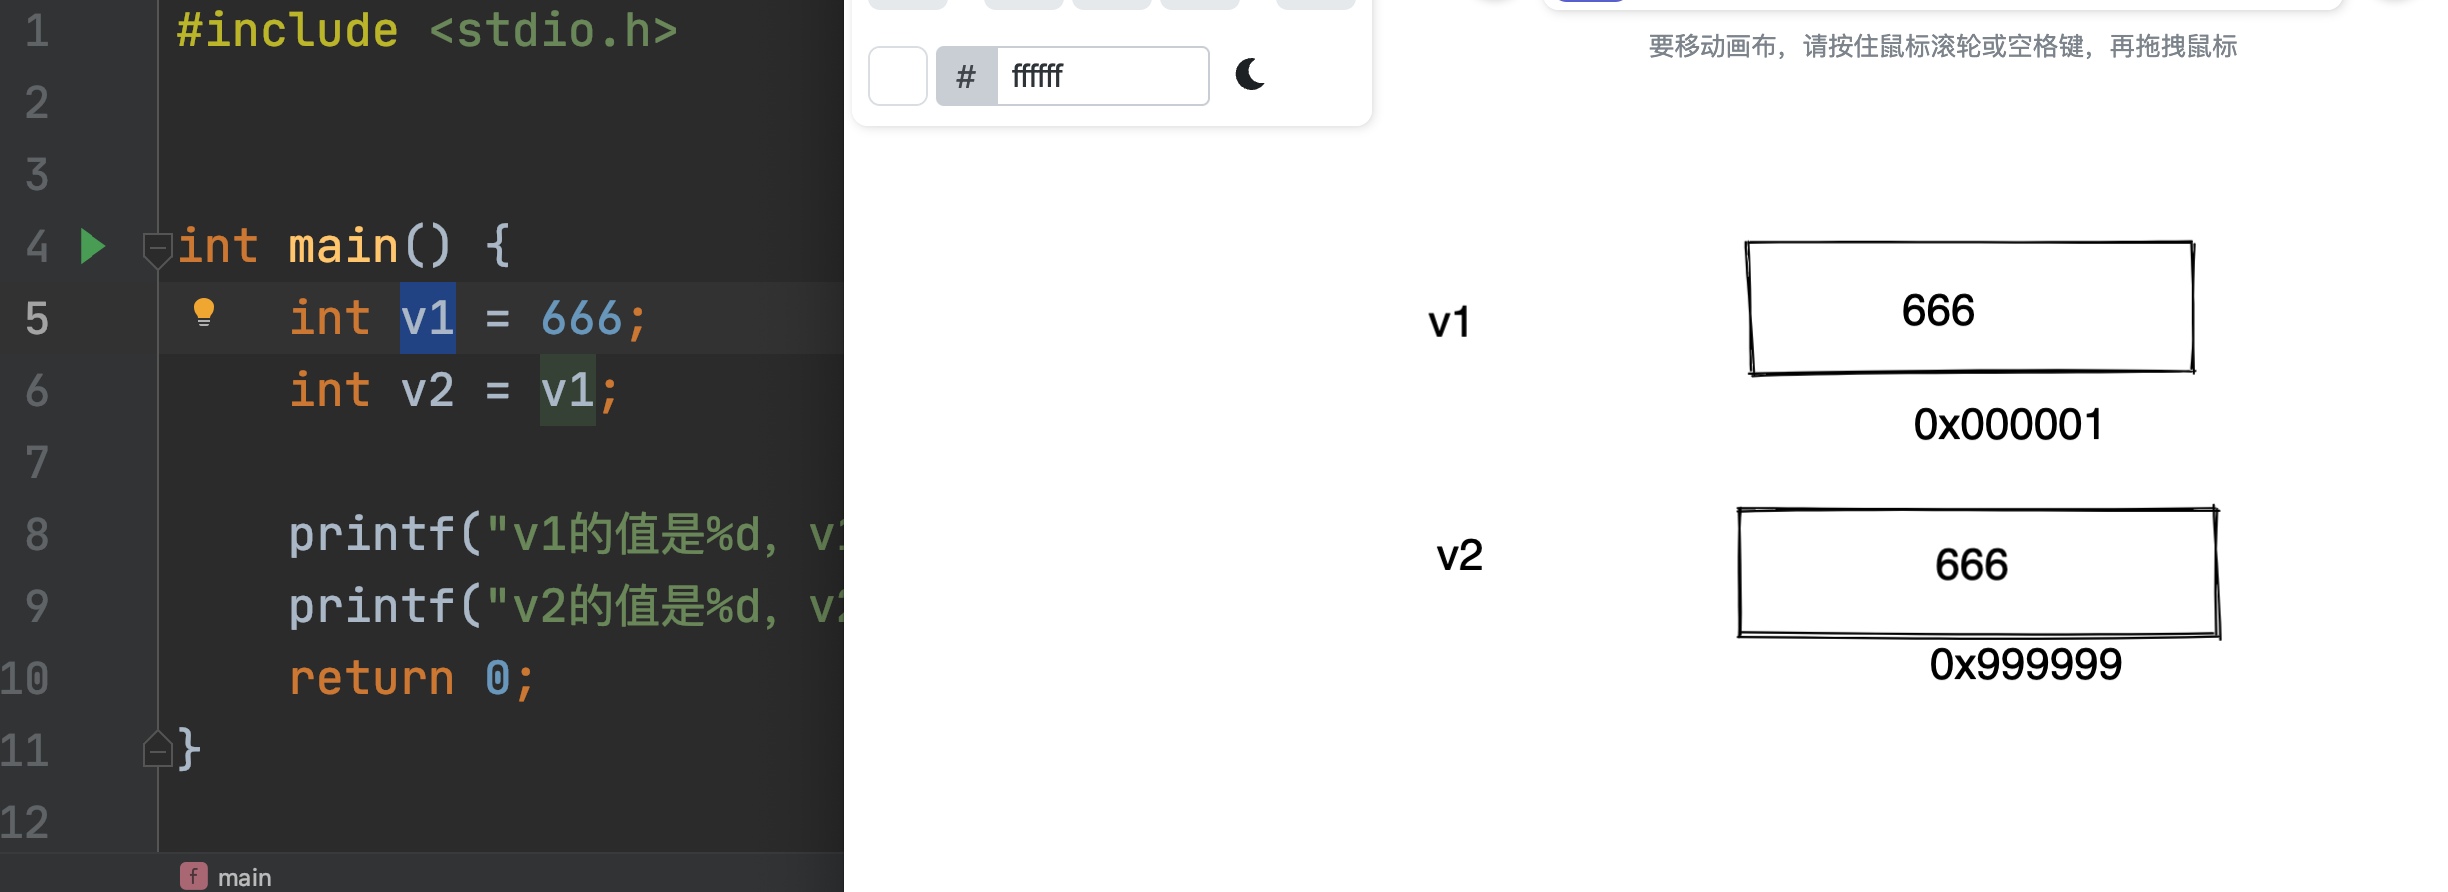 1 #include <stdio.h>
2
3
4 int main() {
5 int v1 = 666;
6 int v2 = v1;
7
8 printf("v1的值是%d, v1
9 printf("v2的值是%d, v2
10 return 0;
11 }
12
f main
# ffffff
要移动画布，请按住鼠标滚轮或空格键，再拖拽鼠标
v1 666
0x000001
v2 666
0x999999